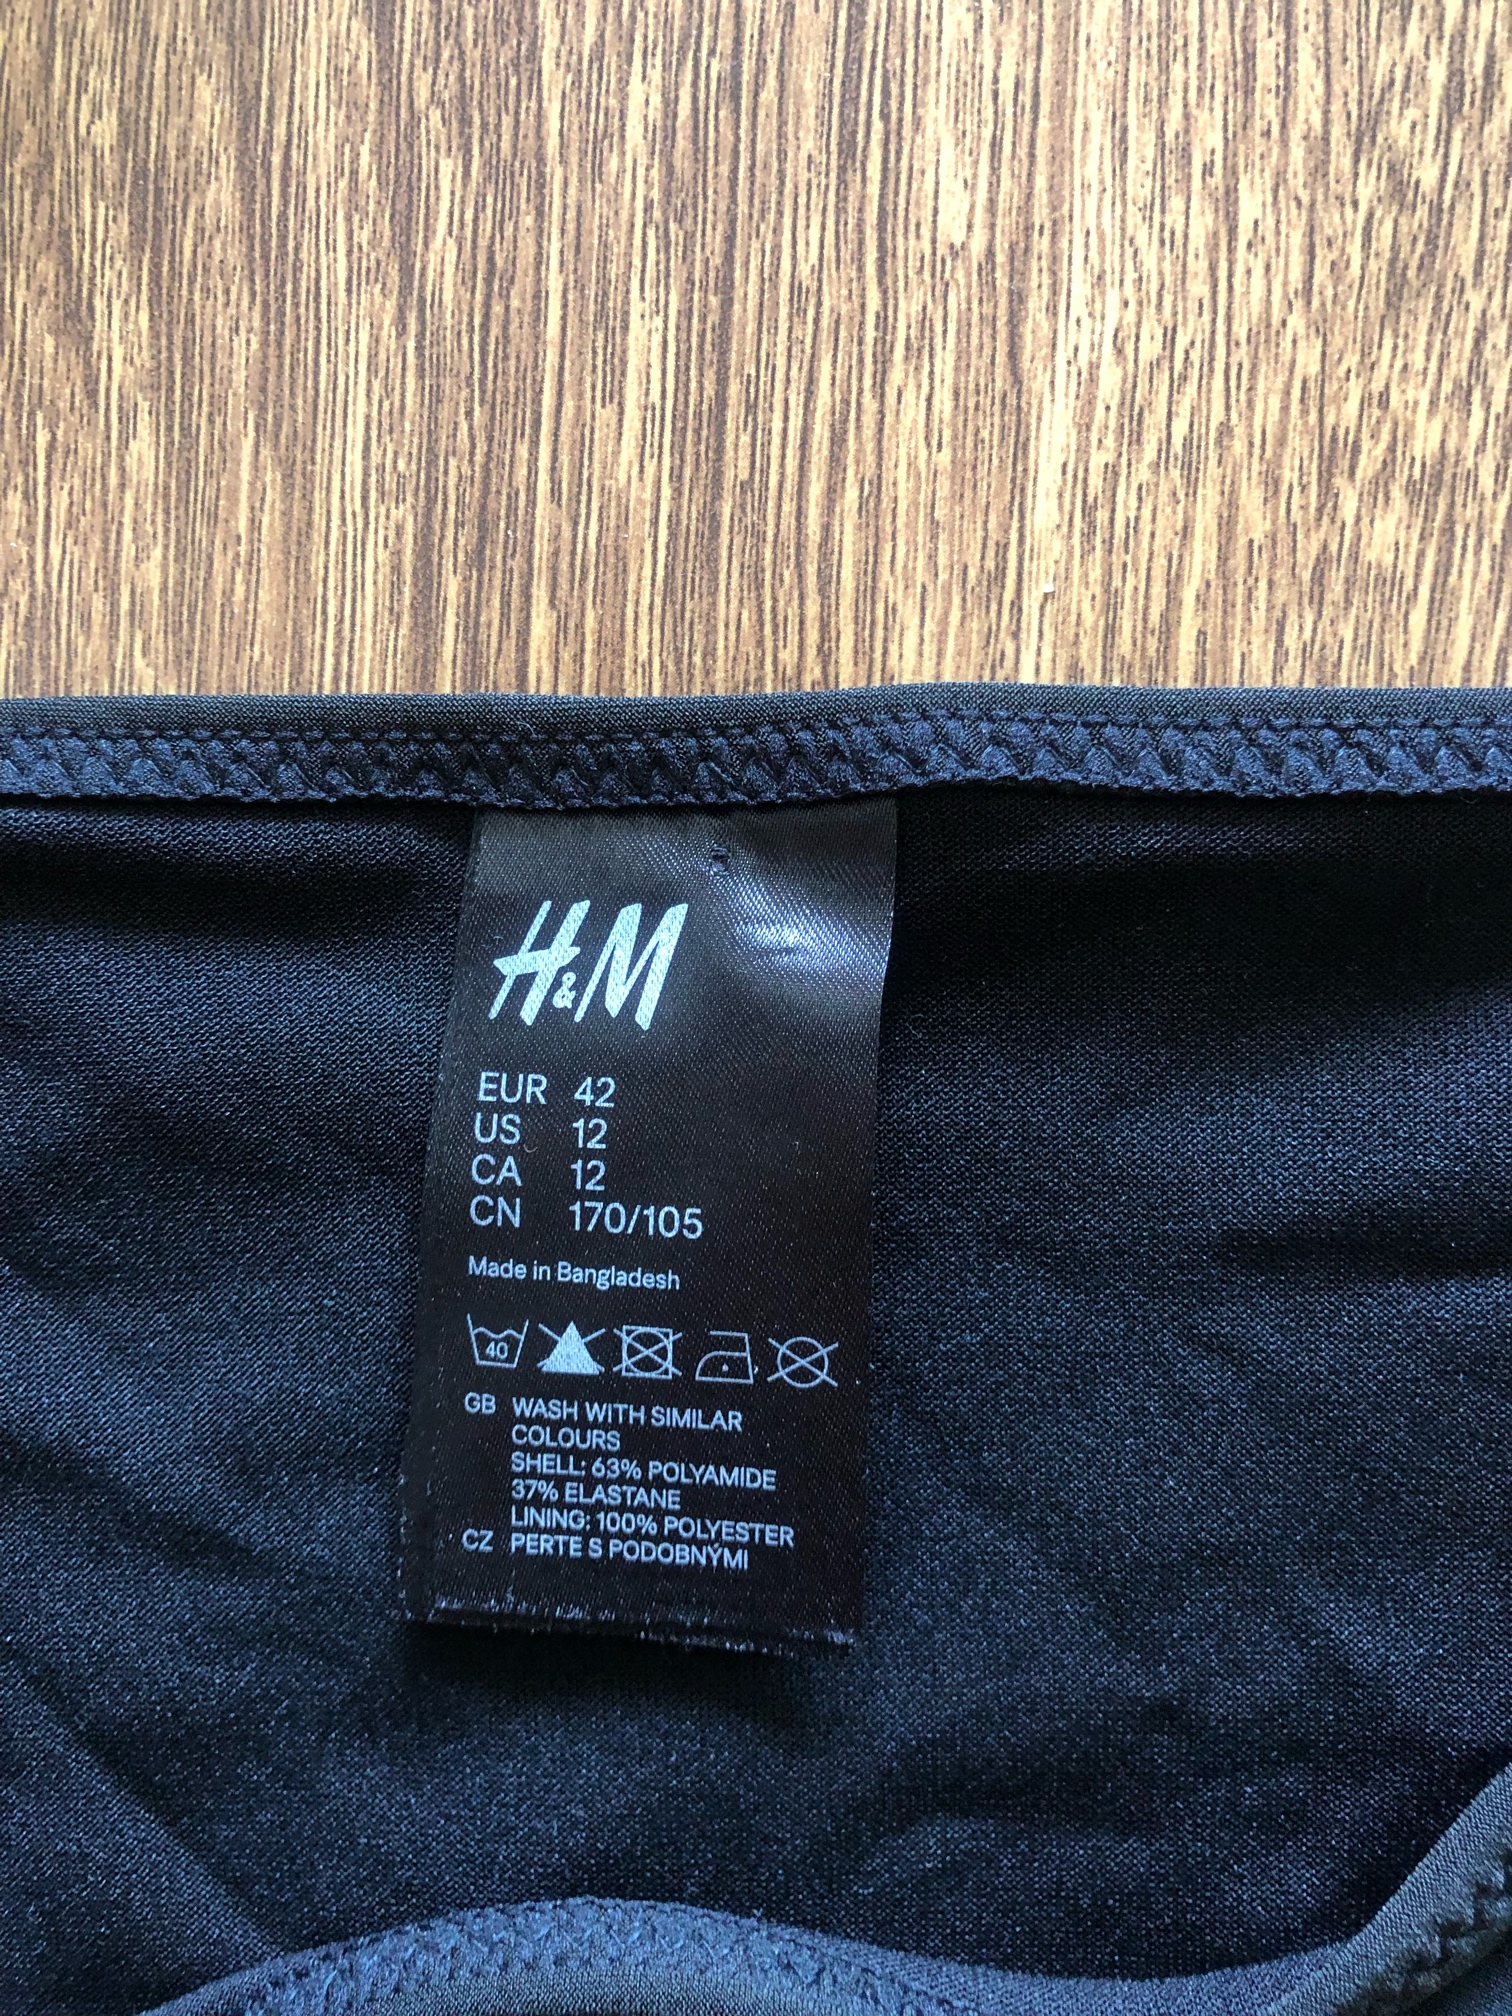 H&M
EUR 42
US 12
CA 12
CN 170/105
Made in Bangladesh
40
GB WASH WITH SIMILAR
COLOURS
SHELL: 63% POLYAMIDE
37% ELASTANE
LINING: 100% POLYESTER
CZ PERTE S PODOBNÝMI